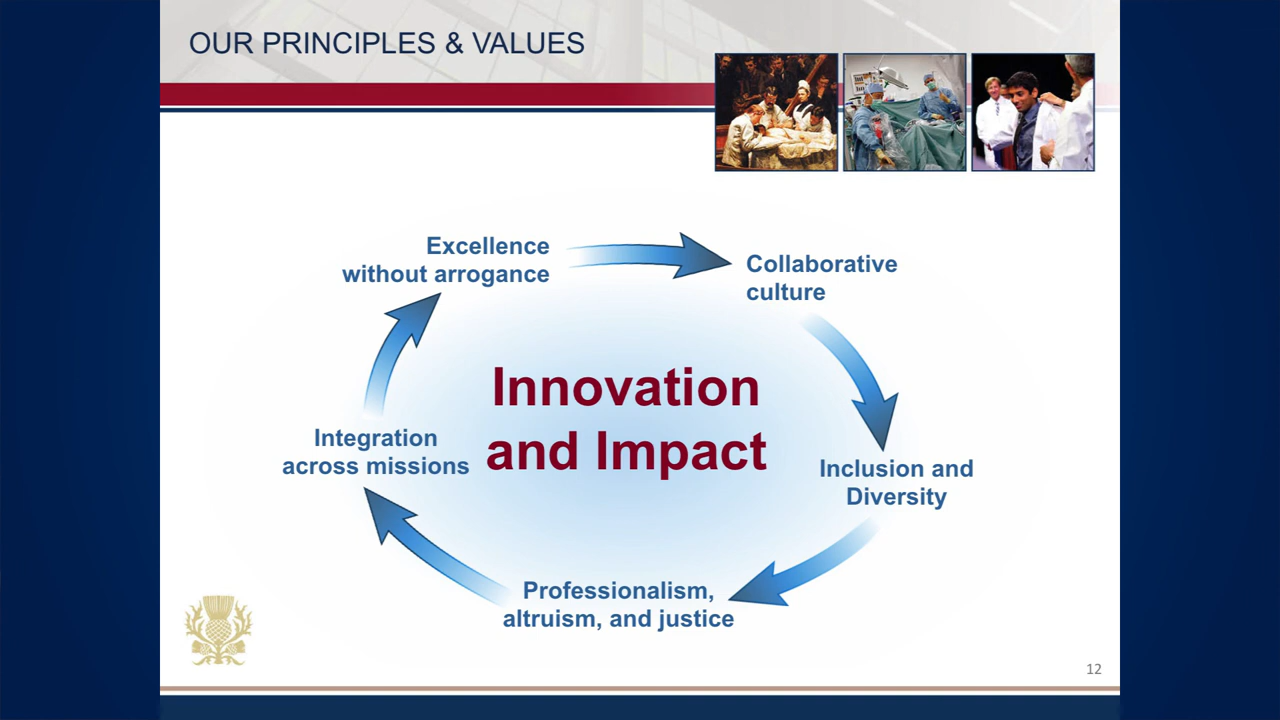 OUR PRINCIPLES & VALUES
Excellence
without arrogance
Collaborative
culture
Innovation
and Impact
Integration
across missions
Inclusion and
Diversity
Professionalism,
altruism, and justice
12